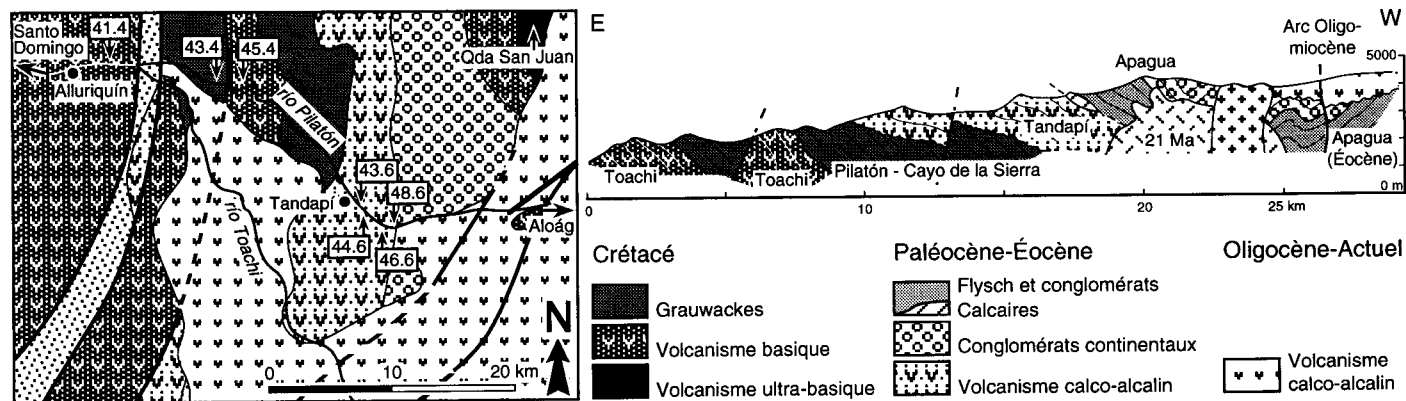 Santo
Domingo
41.4
43.4
45.4
Qda San Juan
Alluriquín
río Pilatón
43.6
48.6
Tandapí
río Toachi
44.6
46.6
Aloág
N
0 10 20 km
E
W
Arc Oligo-
miocène
5000
Apagua
Tandapí
21 Ma
Apagua
(Éocène)
Toachi
Toachi
Pilatón - Cayo de la Sierra
0 m
0 10 20 25 km
Crétacé
Grauwackes
Volcanisme basique
Volcanisme ultra-basique
Paléocène-Éocène
Flysch et conglomérats
Calcaires
Conglomérats continentaux
Volcanisme calco-alcalin
Oligocène-Actuel
Volcanisme
calco-alcalin